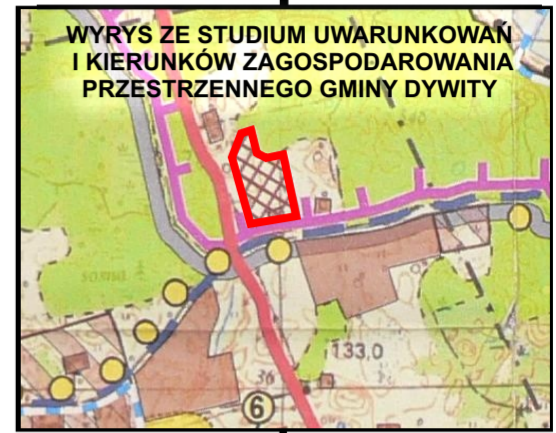 WYRYS ZE STUDIUM UWARUNKOWAŃ
I KIERUNKÓW ZAGOSPODAROWANIA
PRZESTRZENNEGO GMINY DYWITY
133,0
36
6